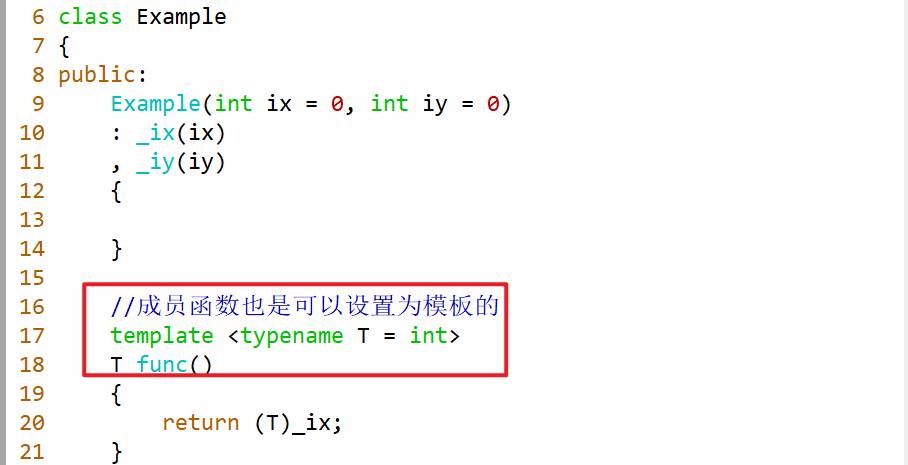 6 class Example
7 {
8 public:
9     Example(int ix = 0, int iy = 0)
10     : _ix(ix)
11     , _iy(iy)
12     {
13
14     }
15
16     //成员函数也是可以设置为模板的
17     template <typename T = int>
18     T func()
19     {
20         return (T)_ix;
21     }